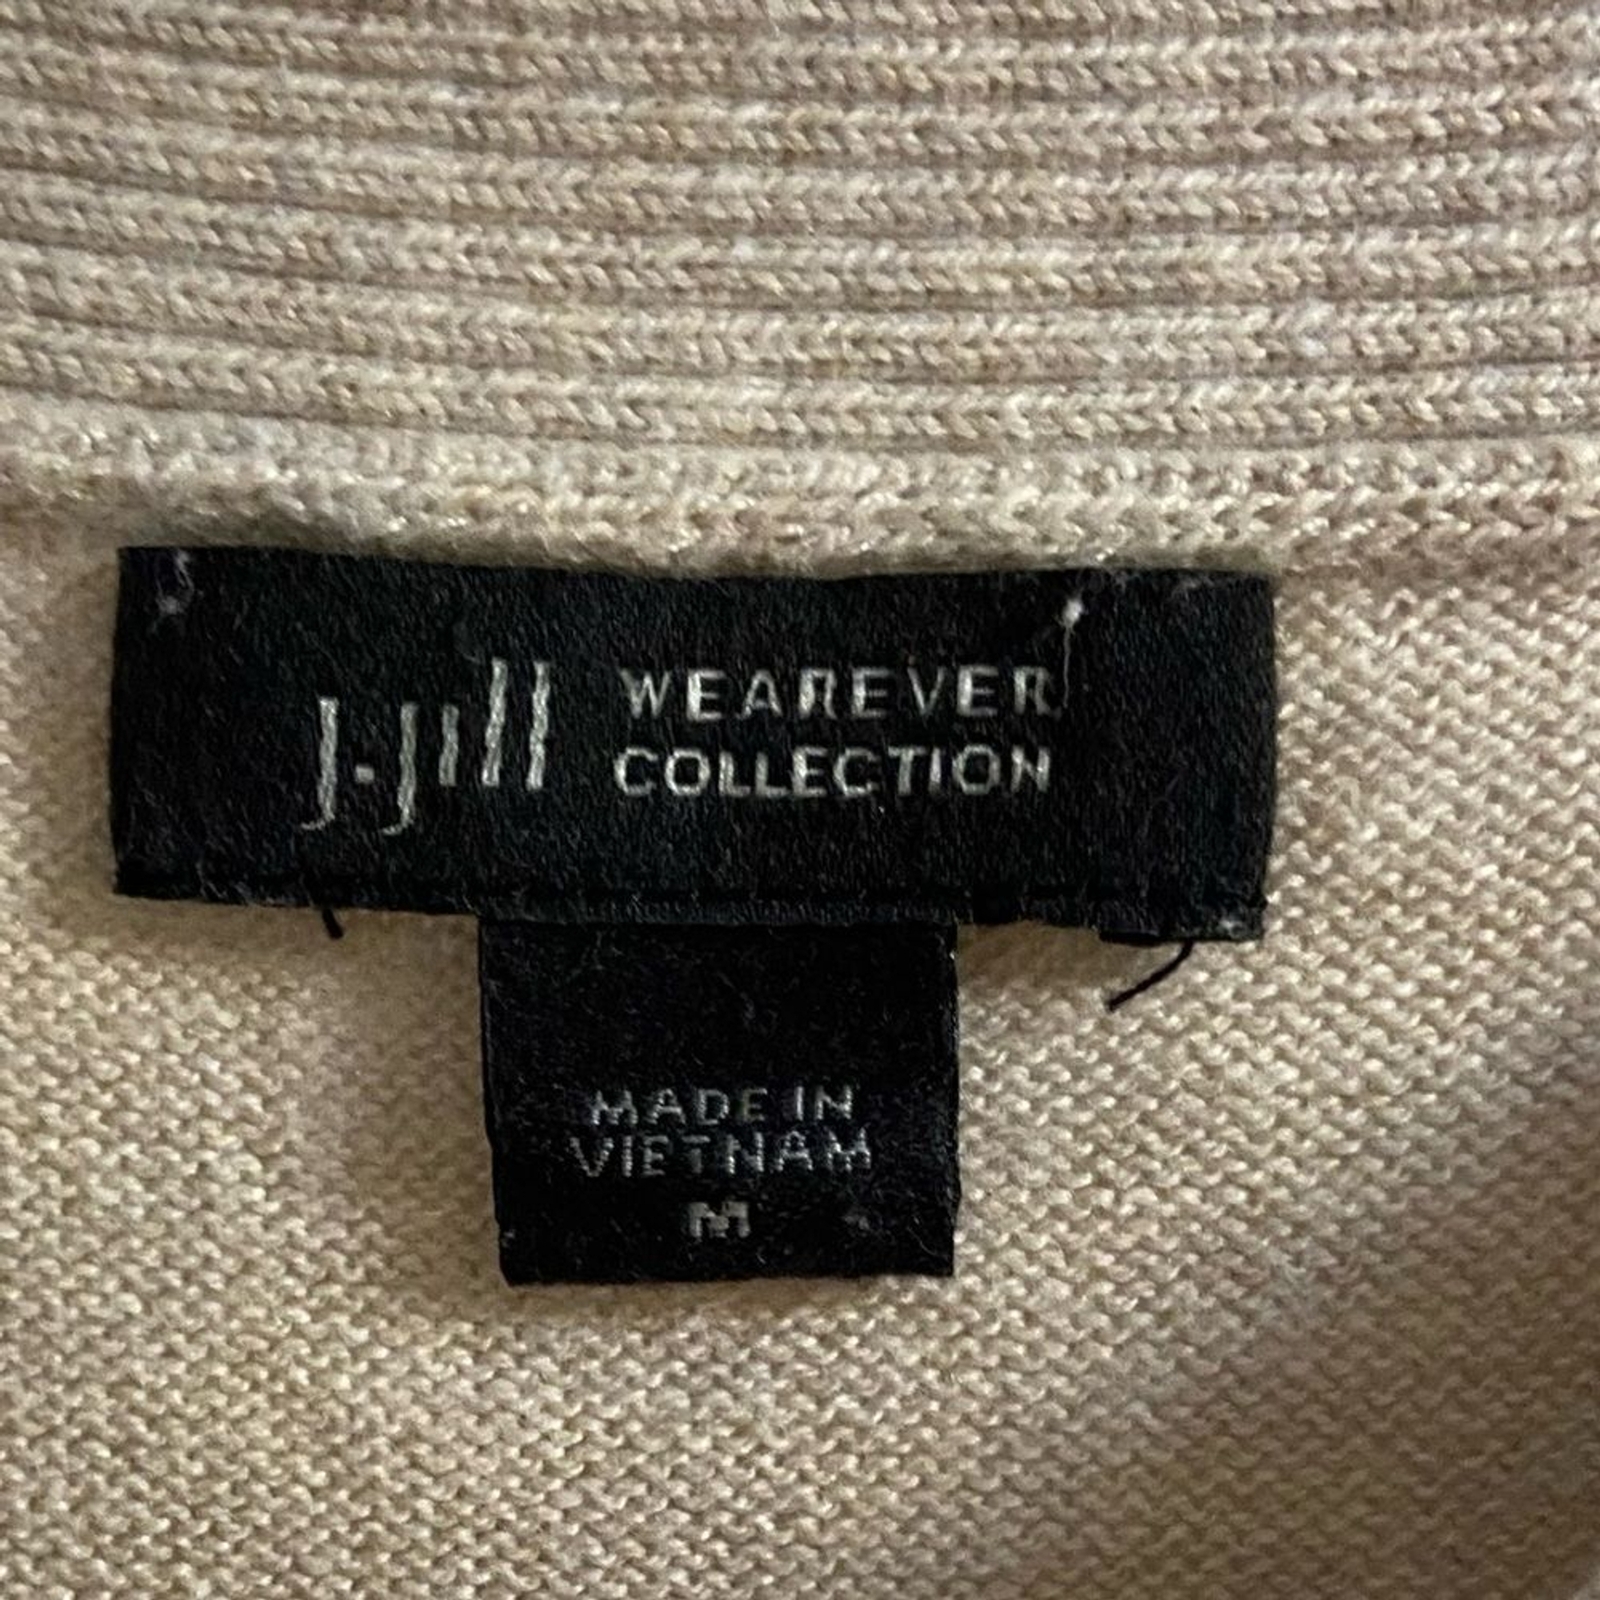 J.Jill WEAREVER
COLLECTION
MADE IN
VIETNAM
M